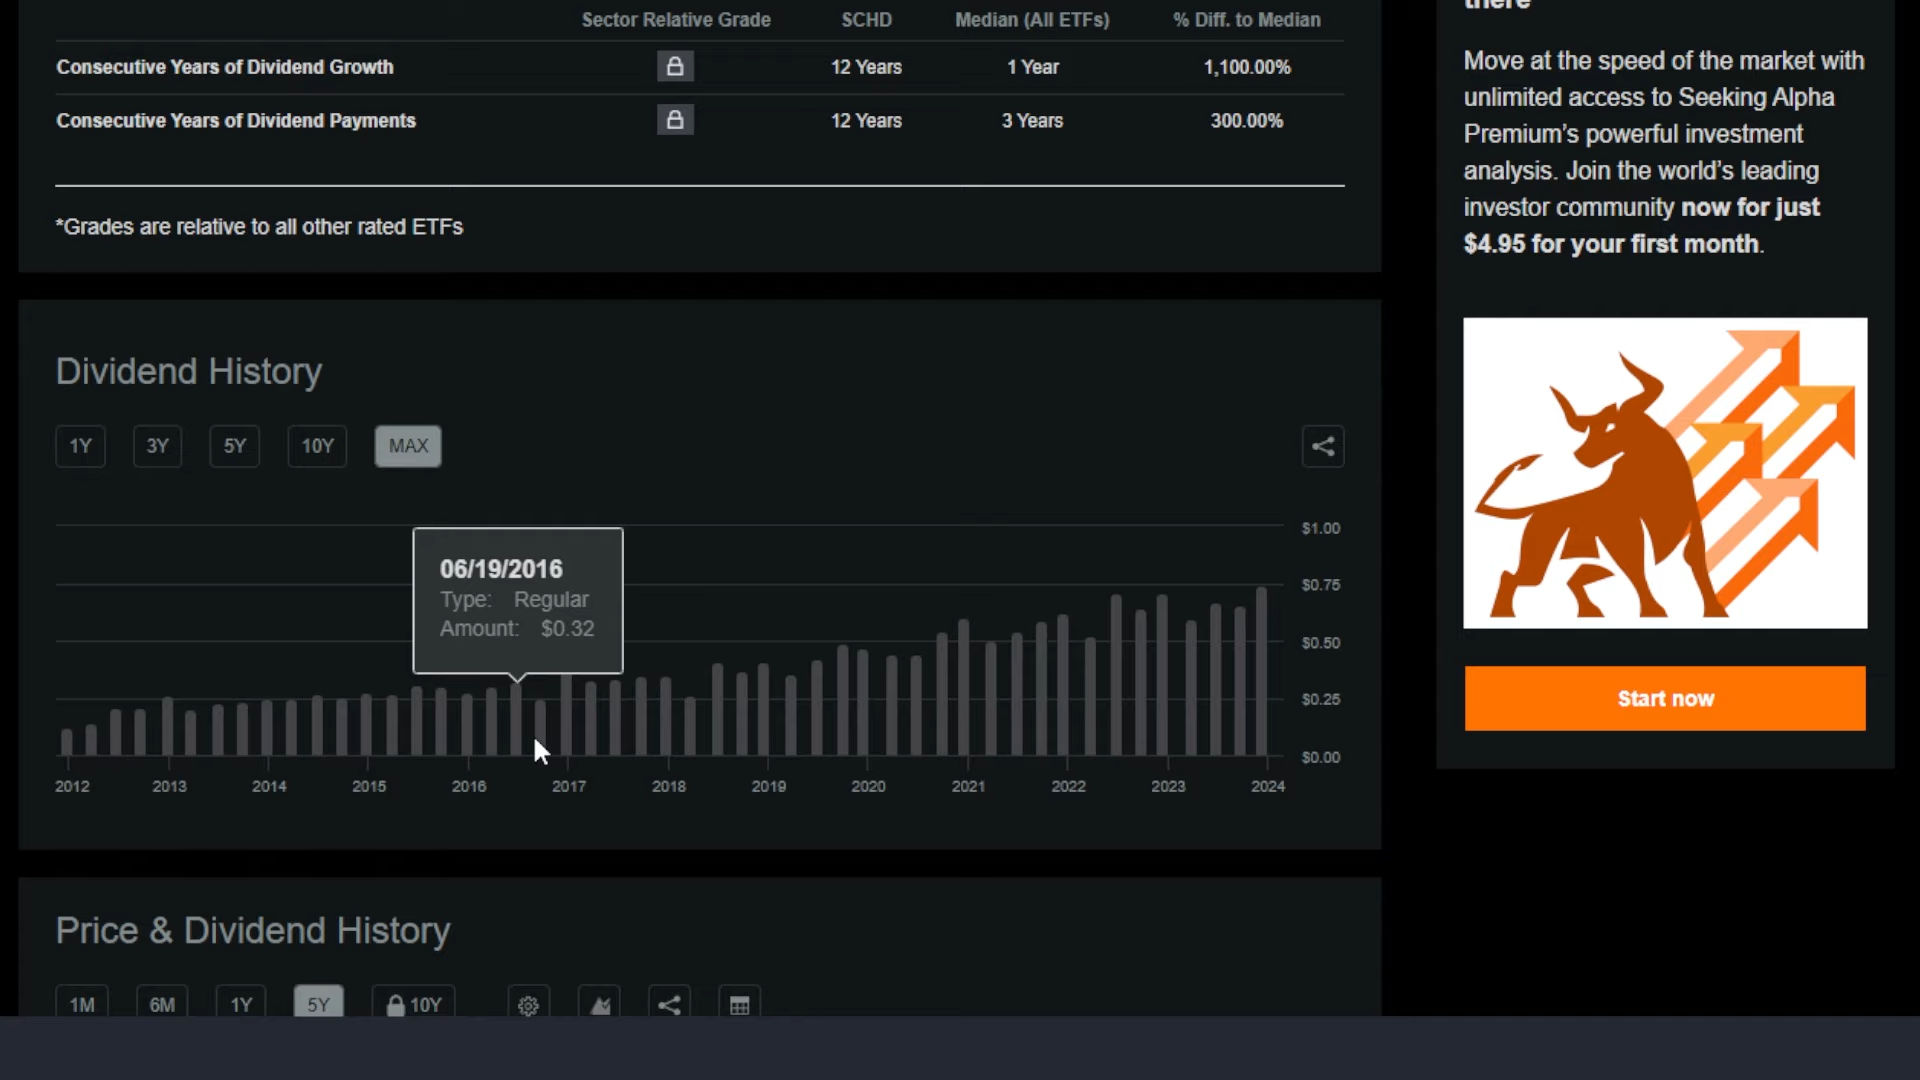 there
Sector Relative Grade SCHD Median (All ETFs) % Diff. to Median
Consecutive Years of Dividend Growth 12 Years 1 Year 1,100.00%
Consecutive Years of Dividend Payments 12 Years 3 Years 300.00%
*Grades are relative to all other rated ETFs
Move at the speed of the market with
unlimited access to Seeking Alpha
Premium’s powerful investment
analysis. Join the world’s leading
investor community now for just
$4.95 for your first month.
Start now
Dividend History
1Y 3Y 5Y 10Y MAX
$1.00
$0.75
$0.50
$0.25
$0.00
06/19/2016
Type: Regular
Amount: $0.32
2012 2013 2014 2015 2016 2017 2018 2019 2020 2021 2022 2023 2024
Price & Dividend History
1M 6M 1Y 5Y 10Y